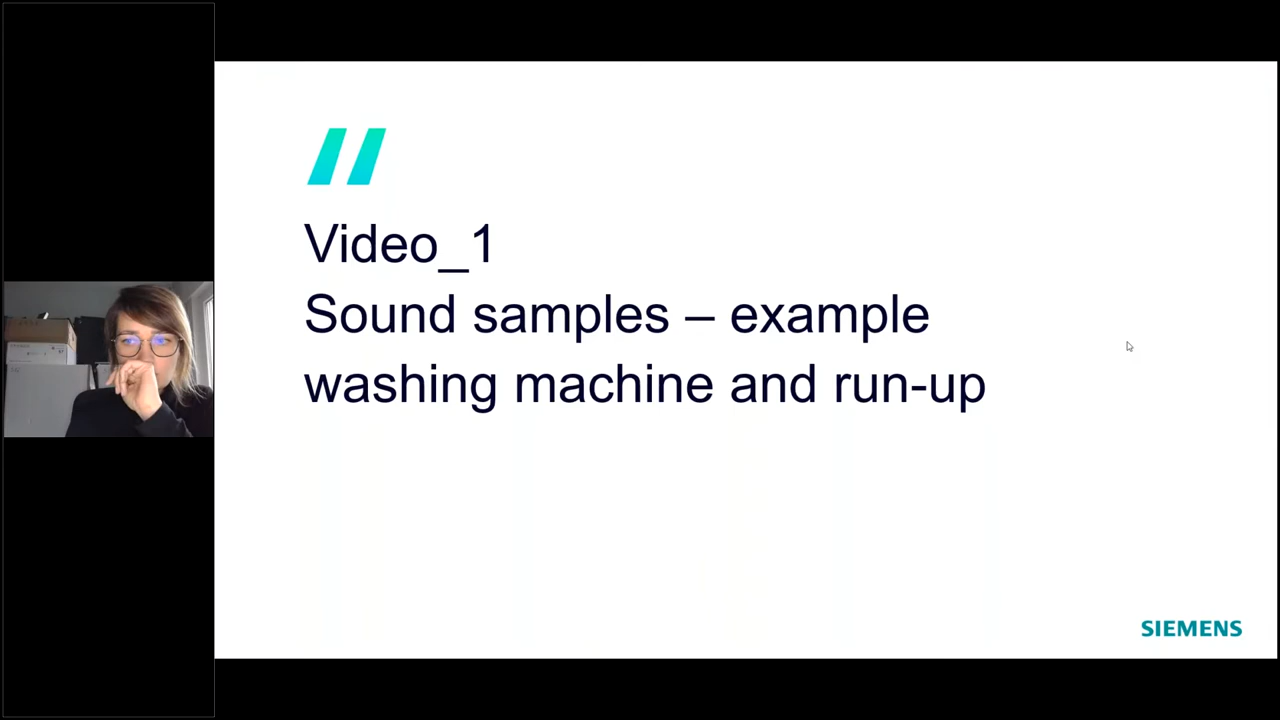 Video_1
Sound samples – example
washing machine and run-up
SIEMENS